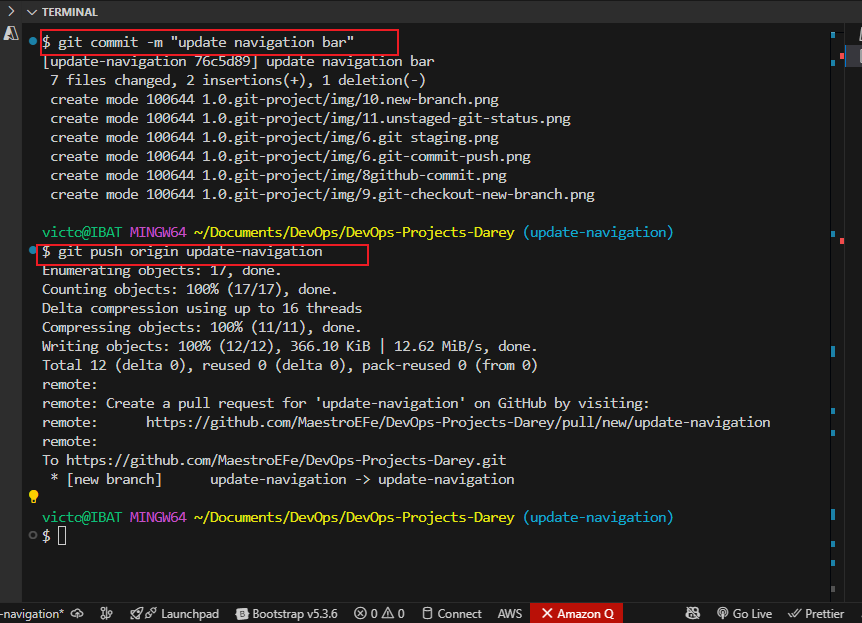 TERMINAL
$ git commit -m "update navigation bar"
[update-navigation 76c5d89] update navigation bar
7 files changed, 2 insertions(+), 1 deletion(-)
create mode 100644 1.0.git-project/img/10.new-branch.png
create mode 100644 1.0.git-project/img/11.unstaged-git-status.png
create mode 100644 1.0.git-project/img/6.git staging.png
create mode 100644 1.0.git-project/img/6.git-commit-push.png
create mode 100644 1.0.git-project/img/8github-commit.png
create mode 100644 1.0.git-project/img/9.git-checkout-new-branch.png
victo@IBAT MINGW64 ~/Documents/DevOps/DevOps-Projects-Darey (update-navigation)
$ git push origin update-navigation
Enumerating objects: 17, done.
Counting objects: 100% (17/17), done.
Delta compression using up to 16 threads
Compressing objects: 100% (11/11), done.
Writing objects: 100% (12/12), 366.10 KiB | 12.62 MiB/s, done.
Total 12 (delta 0), reused 0 (delta 0), pack-reused 0 (from 0)
remote:
remote: Create a pull request for 'update-navigation' on GitHub by visiting:
remote:      https://github.com/MaestroEFe/DevOps-Projects-Darey/pull/new/update-navigation
remote:
To https://github.com/MaestroEFe/DevOps-Projects-Darey.git
* [new branch]      update-navigation -> update-navigation
victo@IBAT MINGW64 ~/Documents/DevOps/DevOps-Projects-Darey (update-navigation)
$
-navigation* Launchpad Bootstrap v5.3.6 0 0 Connect AWS Amazon Q Go Live Prettier